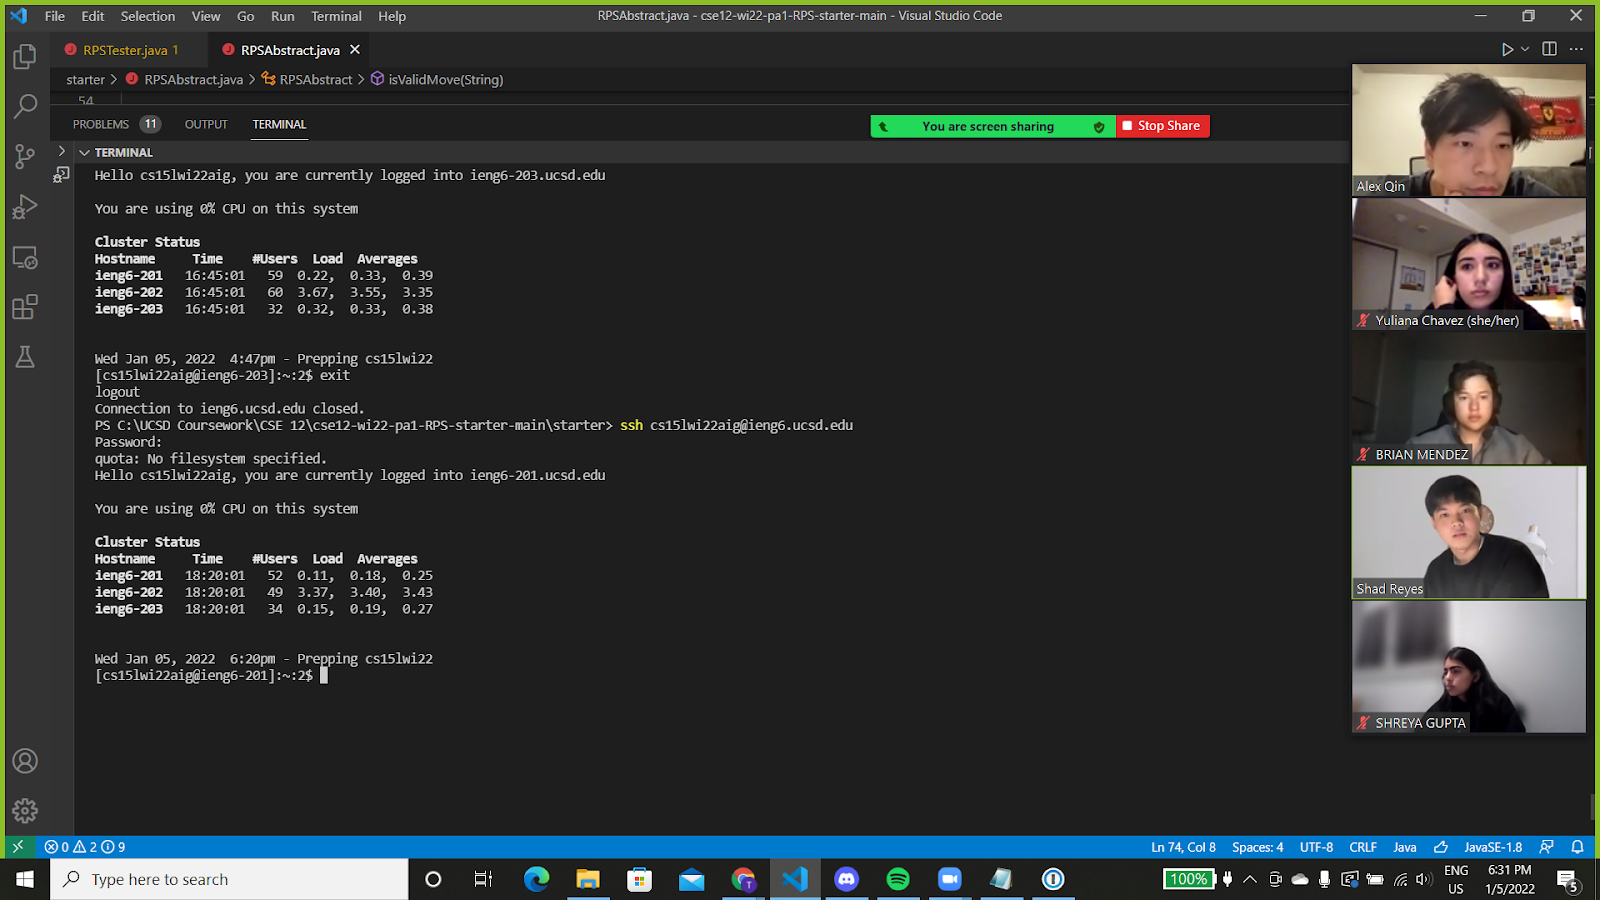 File Edit Selection View Go Run Terminal Help
RPSAbstract.java - cse12-wi22-pa1-RPS-starter-main - Visual Studio Code
RPSTester.java 1
RPSAbstract.java
starter > RPSAbstract.java > RPSAbstract > isValidMove(String)
54
PROBLEMS 11 OUTPUT TERMINAL
You are screen sharing
Stop Share
TERMINAL
Hello cs15lwi22aig, you are currently logged into ieng6-203.ucsd.edu
You are using 0% CPU on this system
Cluster Status
Hostname Time #Users Load Averages
ieng6-201 16:45:01 59 0.22, 0.33, 0.39
ieng6-202 16:45:01 60 3.67, 3.55, 3.35
ieng6-203 16:45:01 32 0.32, 0.33, 0.38
Wed Jan 05, 2022 4:47pm - Prepping cs15lwi22
[cs15lwi22aig@ieng6-203]:~:2$ exit
logout
Connection to ieng6.ucsd.edu closed.
PS C:\UCSD Coursework\CSE 12\cse12-wi22-pa1-RPS-starter-main\starter> ssh cs15lwi22aig@ieng6.ucsd.edu
Password:
quota: No filesystem specified.
Hello cs15lwi22aig, you are currently logged into ieng6-201.ucsd.edu
You are using 0% CPU on this system
Cluster Status
Hostname Time #Users Load Averages
ieng6-201 18:20:01 52 0.11, 0.18, 0.25
ieng6-202 18:20:01 49 3.37, 3.40, 3.43
ieng6-203 18:20:01 34 0.15, 0.19, 0.27
Wed Jan 05, 2022 6:20pm - Prepping cs15lwi22
[cs15lwi22aig@ieng6-201]:~:2$
Alex Qin
Yuliana Chavez (she/her)
BRIAN MENDEZ
Shad Reyes
SHREYA GUPTA
0 2 9
Ln 74, Col 8 Spaces: 4 UTF-8 CRLF Java JavaSE-1.8
Type here to search
100%
ENG
US
6:31 PM
1/5/2022
5